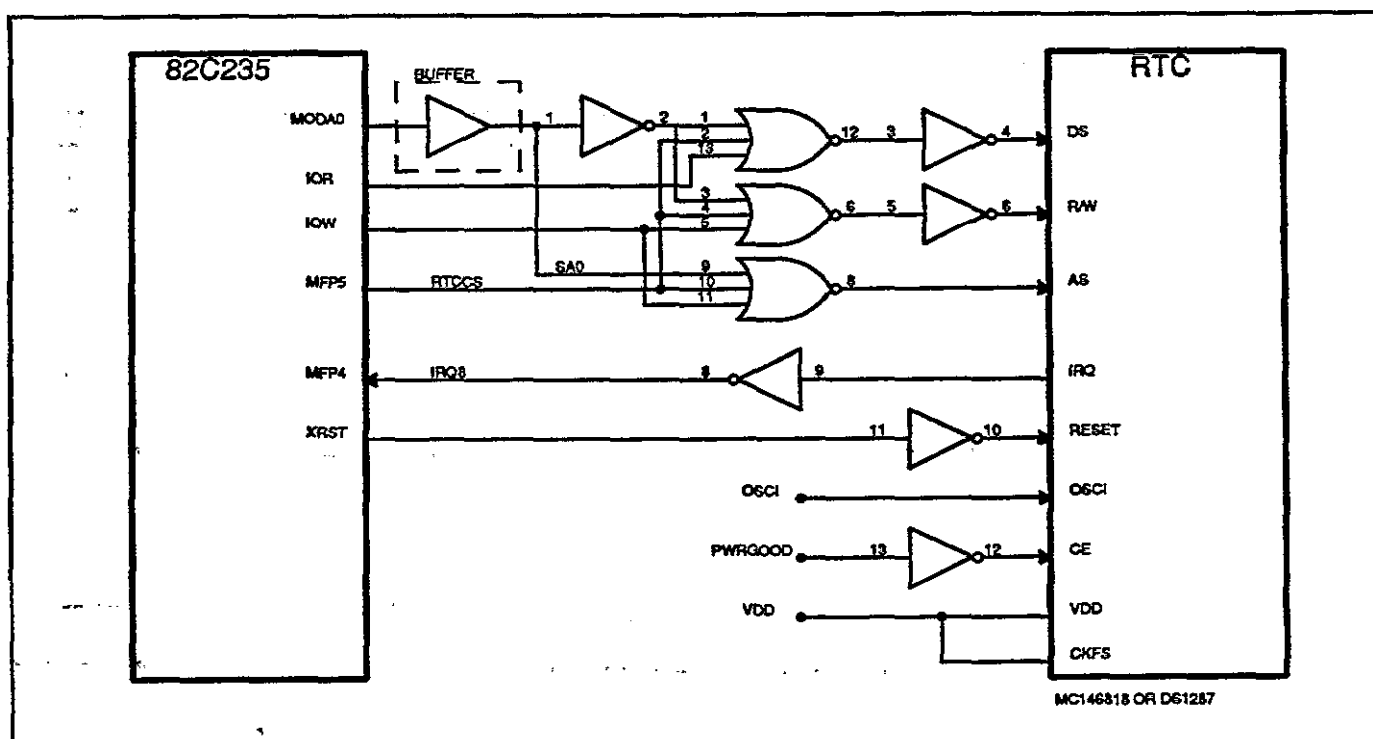 82C235
RTC
BUFFER
MODA0
1
2
1
2
13
12
3
4
DS
IOR
IOW
3
4
5
6
5
6
R/W
MFP5
RTCCS
SA0
9
10
11
8
AS
MFP4
IRQ8
8
9
IRQ
XRST
11
10
RESET
OSCI
OSCI
PWRGOOD
13
12
CE
VDD
VDD
CKFS
MC146818 OR DS1287